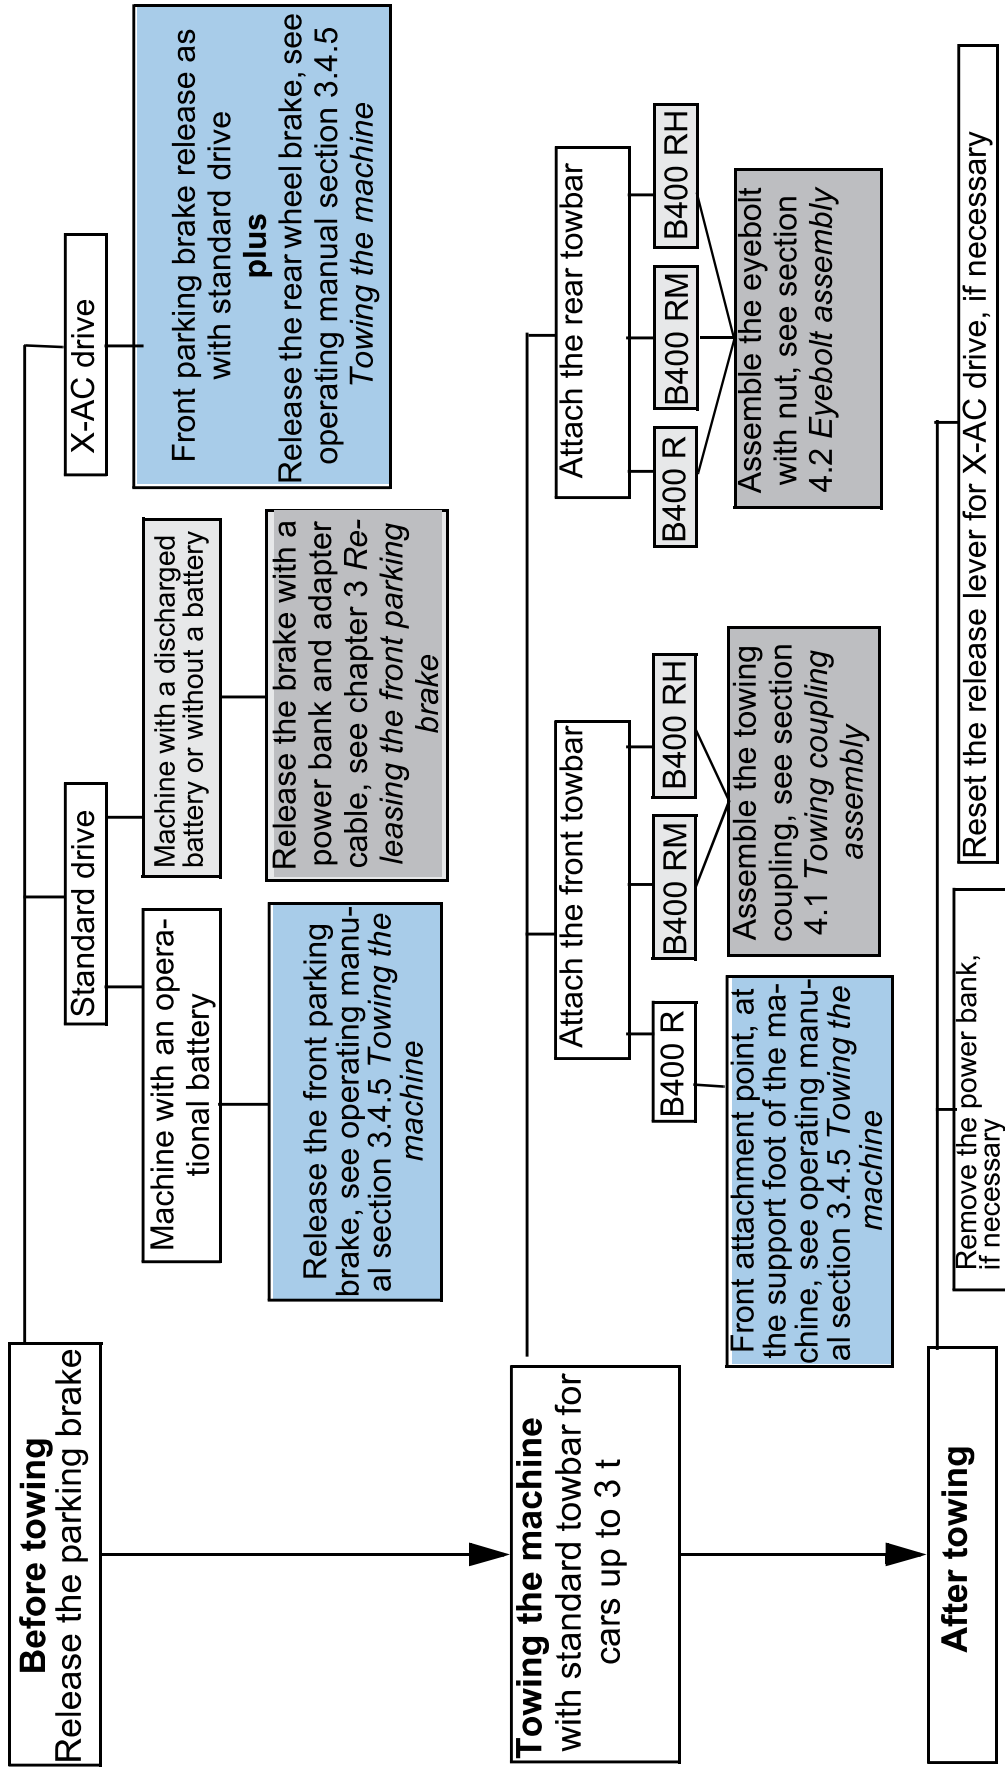 Before towing
Release the parking brake
Standard drive
X-AC drive
Machine with an opera-
tional battery
Machine with a discharged
battery or without a battery
Front parking brake release as
with standard drive
plus
Release the rear wheel brake, see
operating manual section 3.4.5
Towing the machine
Release the front parking
brake, see operating manu-
al section 3.4.5 Towing the
machine
Release the brake with a
power bank and adapter
cable, see chapter 3 Re-
leasing the front parking
brake
Towing the machine
with standard towbar for
cars up to 3 t
Attach the front towbar
Attach the rear towbar
B400 R
B400 RM
B400 RH
B400 R
B400 RM
B400 RH
Front attachment point, at
the support foot of the ma-
chine, see operating manu-
al section 3.4.5 Towing the
machine
Assemble the towing
coupling, see section
4.1 Towing coupling
assembly
Assemble the eyebolt
with nut, see section
4.2 Eyebolt assembly
After towing
Remove the power bank,
if necessary
Reset the release lever for X-AC drive, if necessary